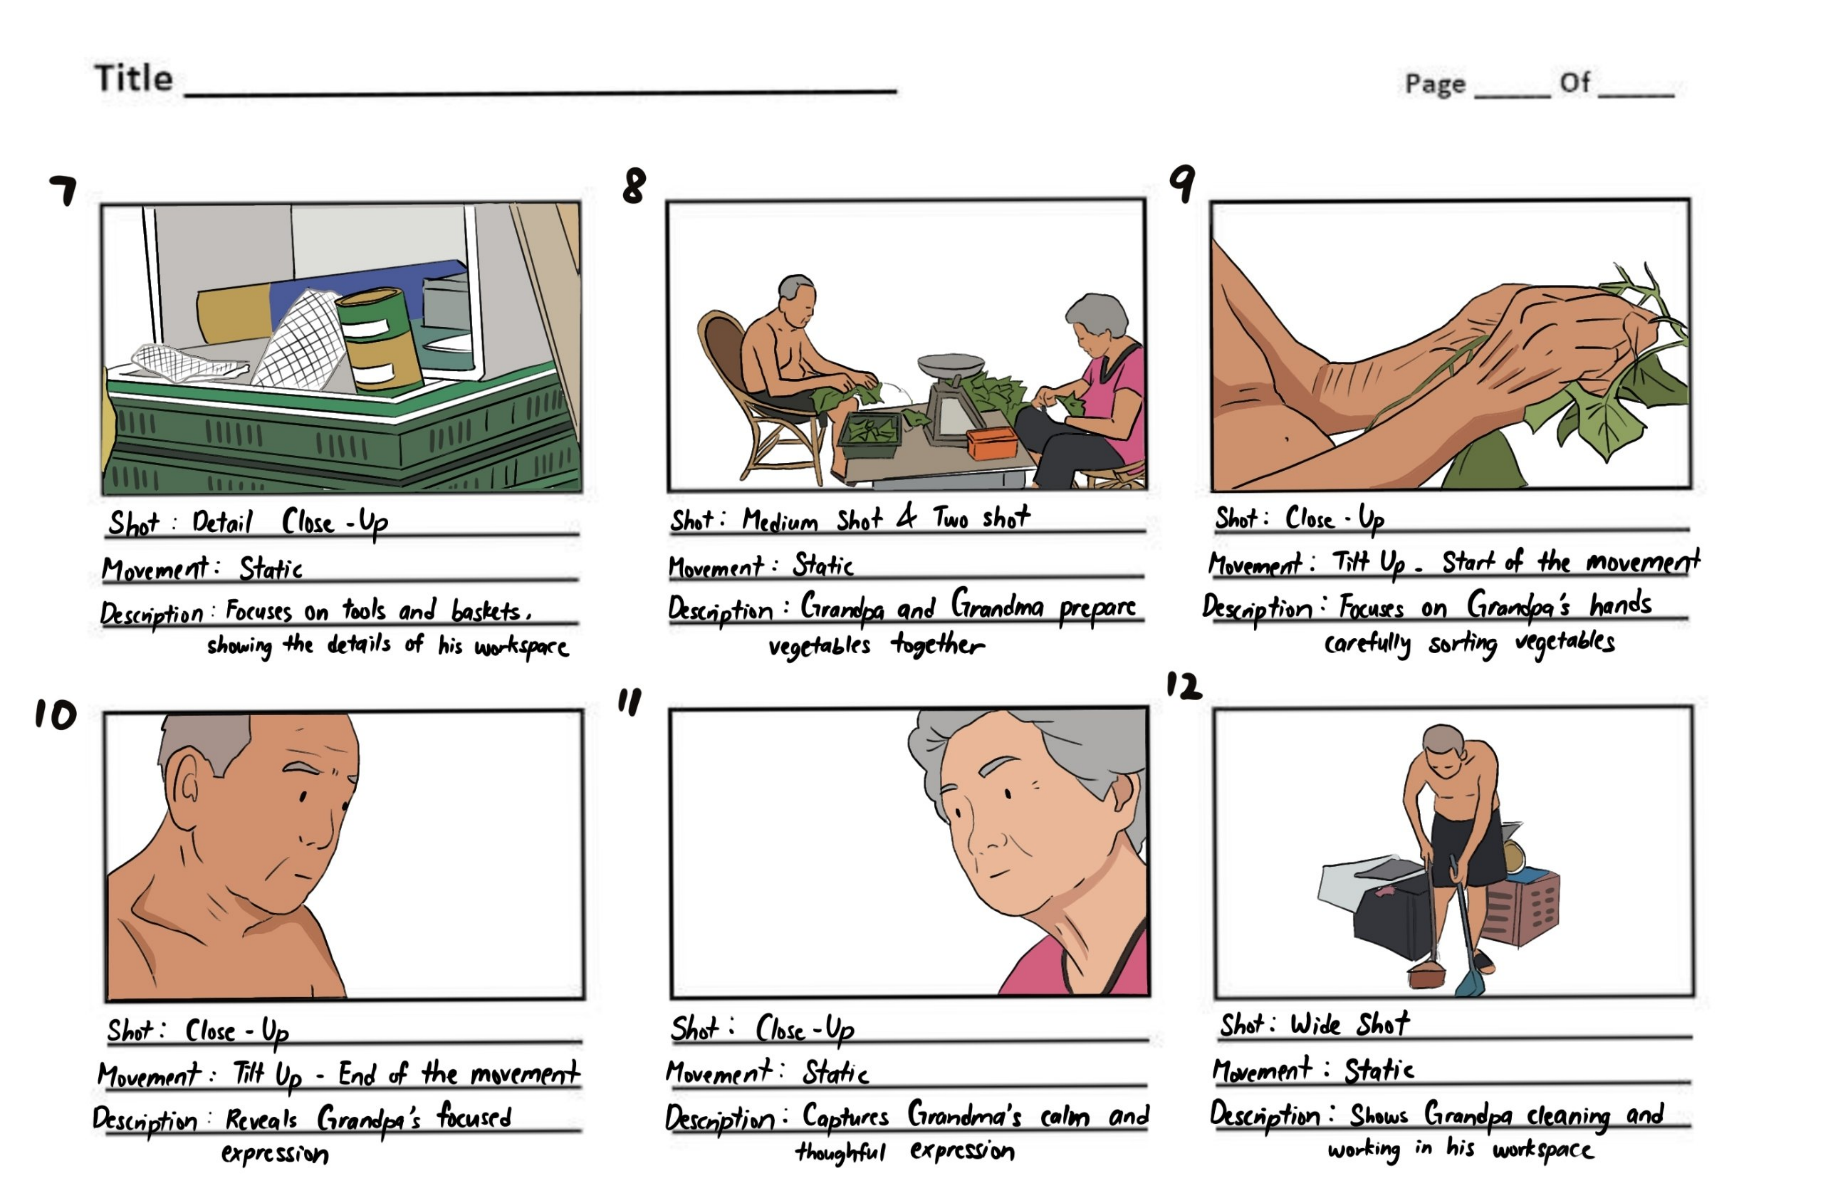 Title
Page Of
7
Shot : Detail Close-Up
Movement : Static
Description : Focuses on tools and baskets,
showing the details of his workspace
8
Shot : Medium Shot & Two shot
Movement : Static
Description : Grandpa and Grandma prepare
vegetables together
9
Shot : Close-Up
Movement : Tilt Up - Start of the movement
Description : Focuses on Grandpa's hands
carefully sorting vegetables
10
Shot : Close-Up
Movement : Tilt Up - End of the movement
Description : Reveals Grandpa's focused
expression
11
Shot : Close-Up
Movement : Static
Description : Captures Grandma's calm and
thoughtful expression
12
Shot : Wide Shot
Movement : Static
Description : Shows Grandpa cleaning and
working in his workspace